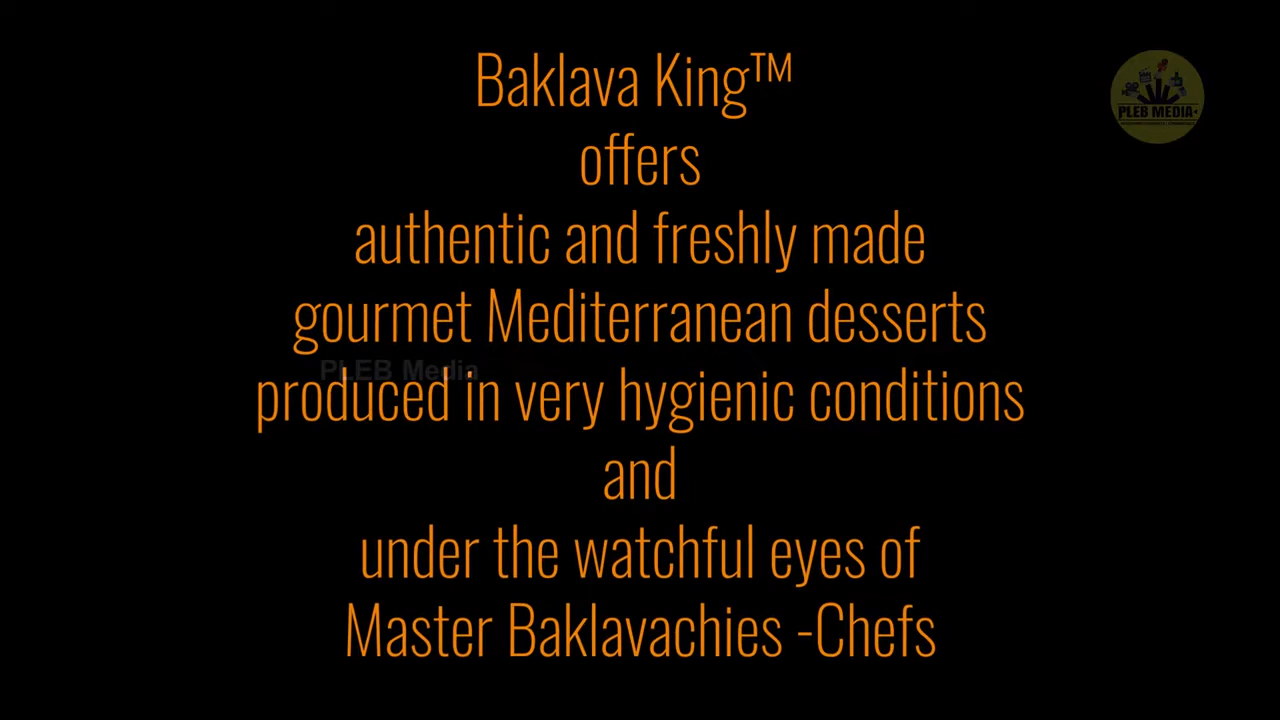 Baklava King™
offers
authentic and freshly made
gourmet Mediterranean desserts
PLEB Media
produced in very hygienic conditions
and
under the watchful eyes of
Master Baklavachies -Chefs
PLEB MEDIA